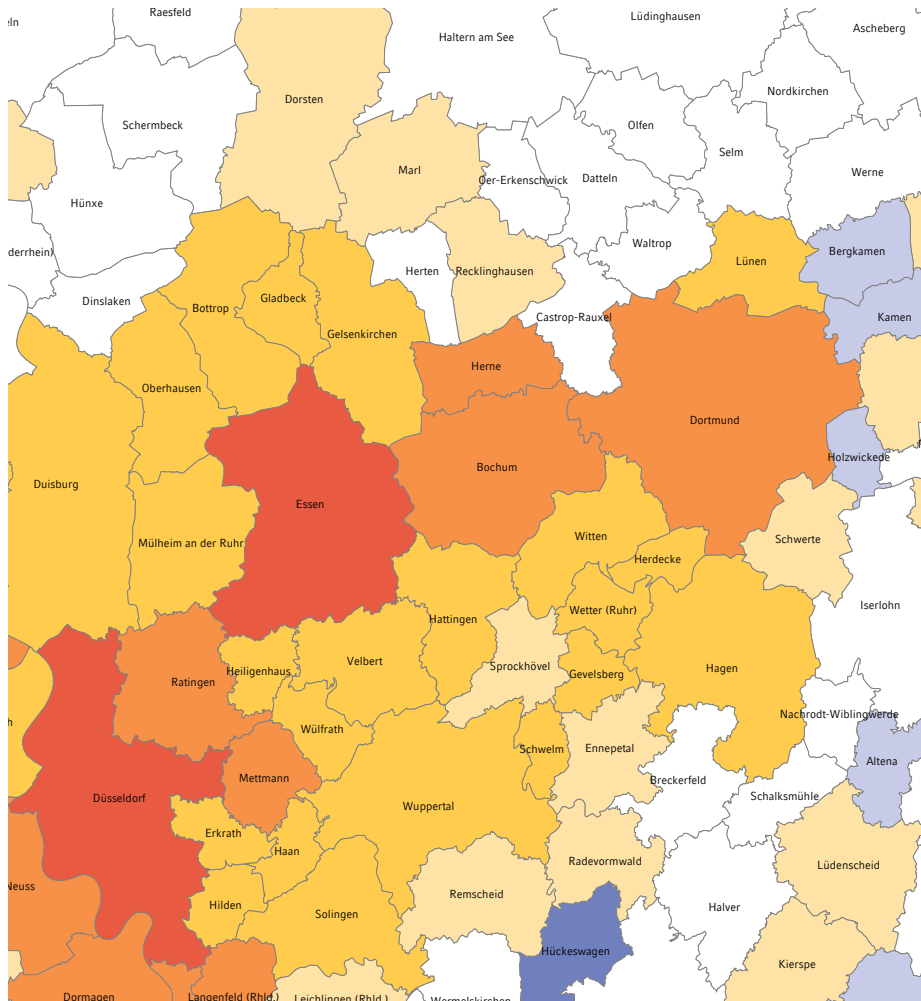 Raesfeld
Lüdinghausen
eln
Ascheberg
Haltern am See
Nordkirchen
Dorsten
Schermbeck
Olfen
Selm
Marl
Werne
Oer-Erkenschwick
Datteln
Hünxe
Waltrop
derrhein)
Bergkamen
Lünen
Herten
Recklinghausen
Dinslaken
Gladbeck
Bottrop
Castrop-Rauxel
Kamen
Gelsenkirchen
Herne
Oberhausen
Dortmund
Holzwickede
Bochum
Duisburg
Essen
Witten
Schwerte
Mülheim an der Ruhr
Herdecke
Iserlohn
Wetter (Ruhr)
Hattingen
Velbert
Sprockhövel
Hagen
Heiligenhaus
Gevelsberg
Ratingen
Nachrodt-Wiblingwerde
h
Wülfrath
Schwelm
Ennepetal
Altena
Mettmann
Breckerfeld
Düsseldorf
Schalksmühle
Wuppertal
Erkrath
Haan
Radevormwald
Lüdenscheid
Neuss
Remscheid
Hilden
Halver
Solingen
Hückeswagen
Kierspe
Dormagen
Langenfeld (Rhld.)
Leichlingen (Rhld.)
Wermelskirchen